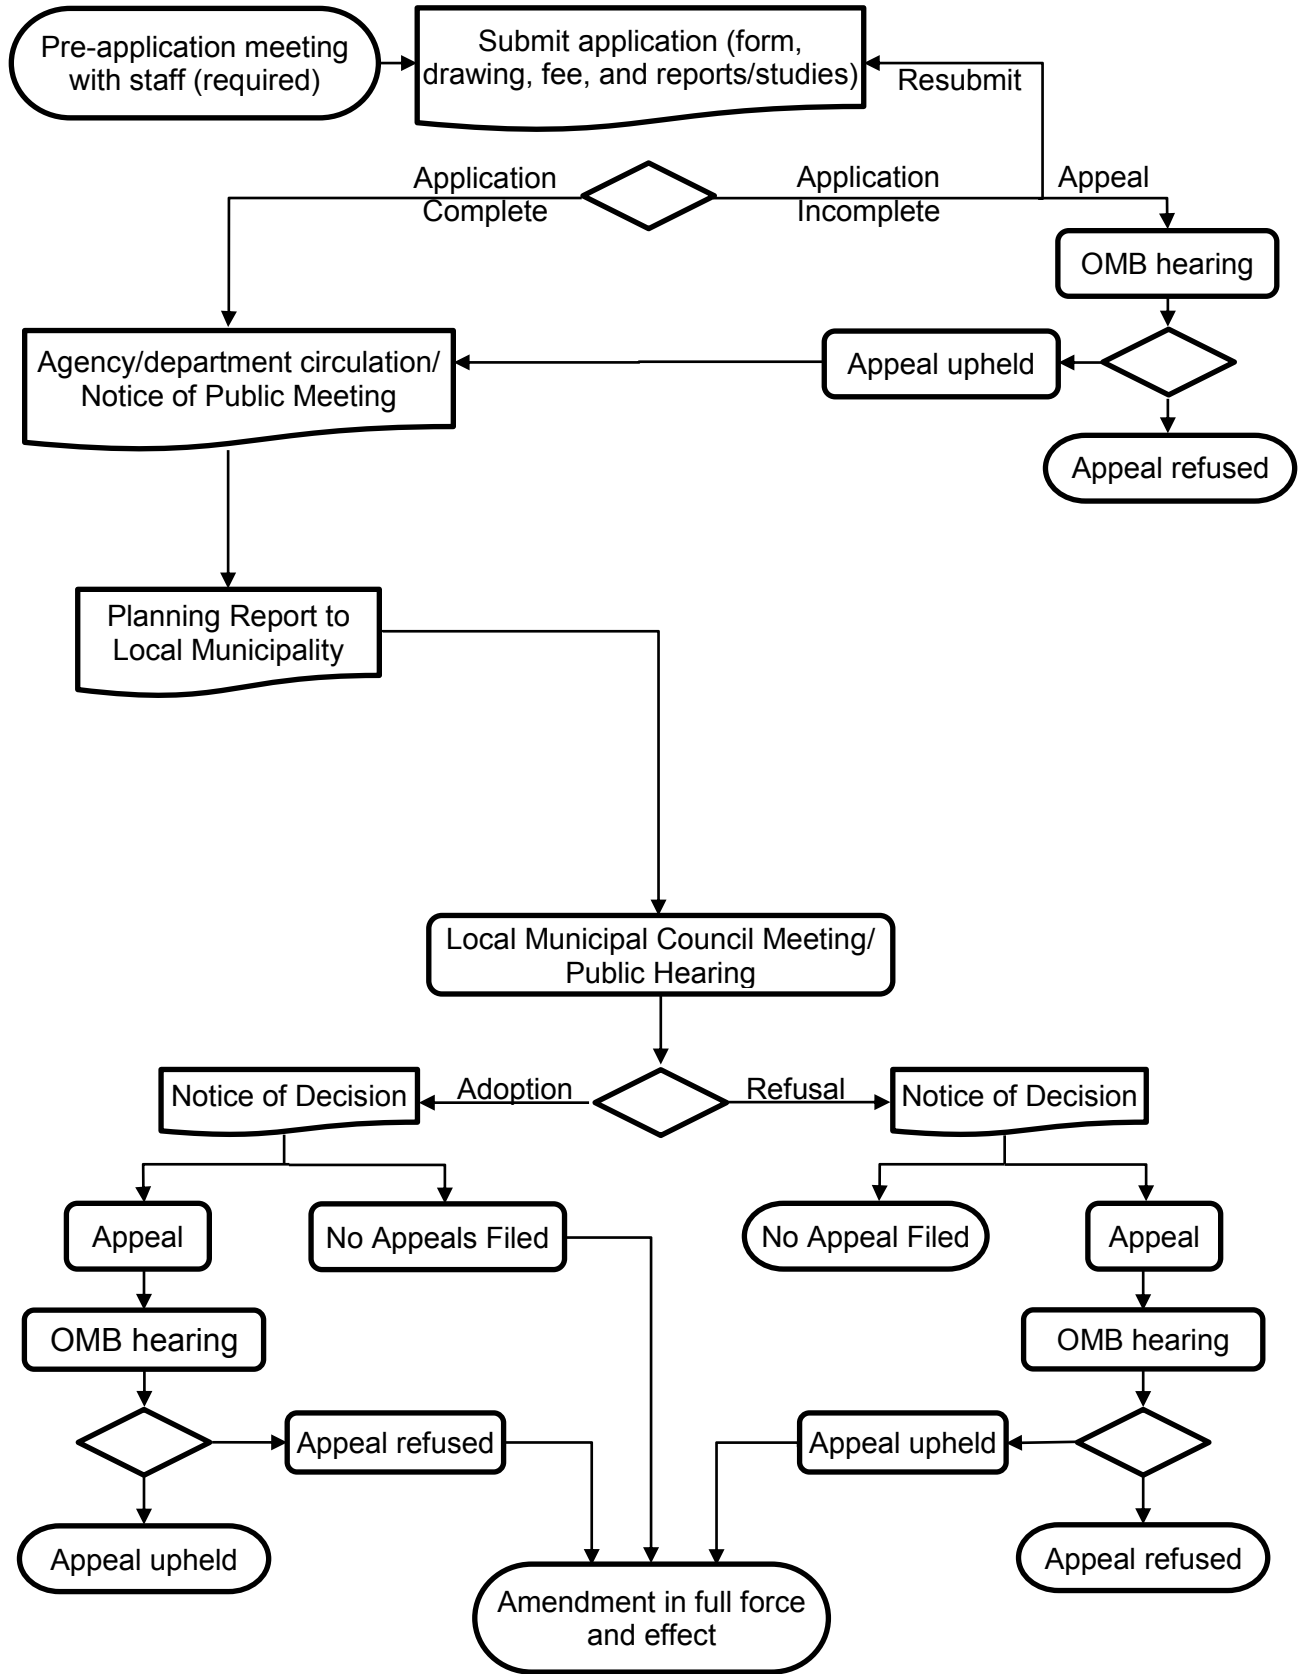 Pre-application meeting
with staff (required)
Submit application (form,
drawing, fee, and reports/studies)
Resubmit
Application
Complete
Application
Incomplete
Appeal
OMB hearing
Agency/department circulation/
Notice of Public Meeting
Appeal upheld
Appeal refused
Planning Report to
Local Municipality
Local Municipal Council Meeting/
Public Hearing
Notice of Decision
Adoption
Refusal
Notice of Decision
Appeal
No Appeals Filed
No Appeal Filed
Appeal
OMB hearing
OMB hearing
Appeal refused
Appeal upheld
Appeal upheld
Appeal refused
Amendment in full force
and effect